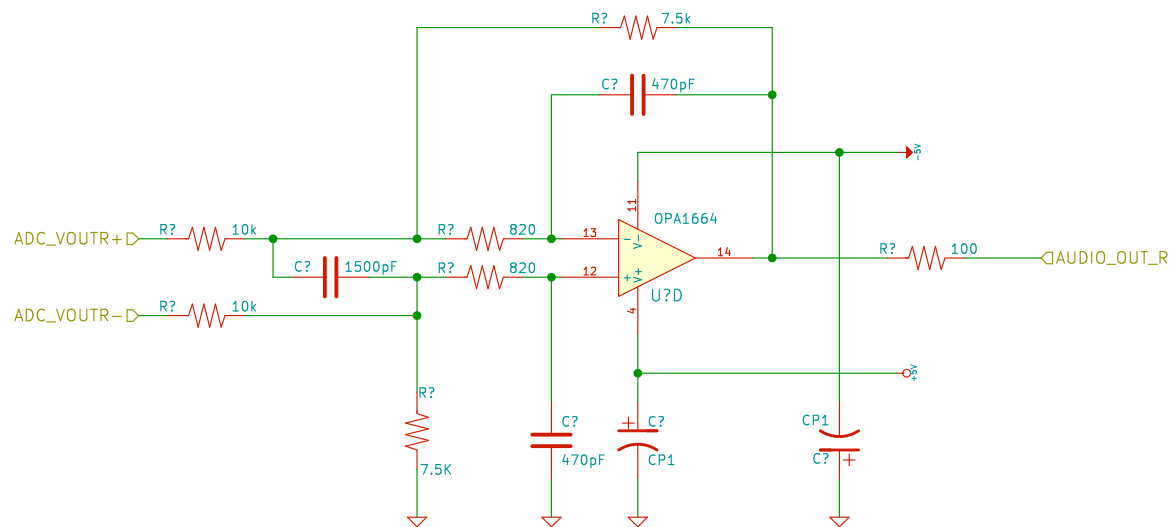 R? 7.5k
C? 470pF
-5V
11
OPA1664
R? 10k
R? 820
13
- V-
ADC_VOUTR+
14
R? 100
AUDIO_OUT_R
C? 1500pF
R? 820
12
+ V+
U?D
ADC_VOUTR-
R? 10k
4
+5V
R?
7.5K
C?
470pF
C?
CP1
CP1
C?